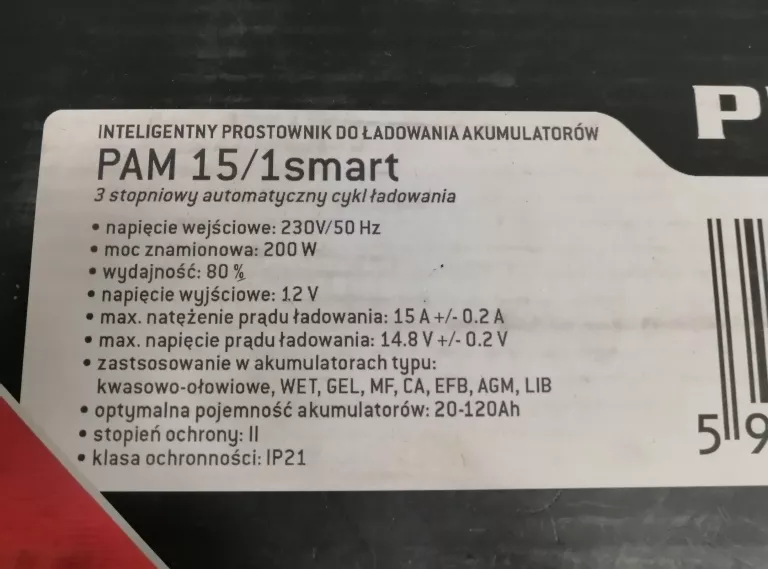 INTELIGENTNY PROSTOWNIK DO ŁADOWANIA AKUMULATORÓW
PAM 15/1smart
3 stopniowy automatyczny cykl ładowania
• napięcie wejściowe: 230V/50 Hz
• moc znamionowa: 200 W
• wydajność: 80 %
• napięcie wyjściowe: 12 V
• max. natężenie prądu ładowania: 15 A +/- 0.2 A
• max. napięcie prądu ładowania: 14.8 V +/- 0.2 V
• zastsosowanie w akumulatorach typu:
kwasowo-ołowiowe, WET, GEL, MF, CA, EFB, AGM, LIB
• optymalna pojemność akumulatorów: 20-120Ah
• stopień ochrony: II
• klasa ochronności: IP21
P
5 9